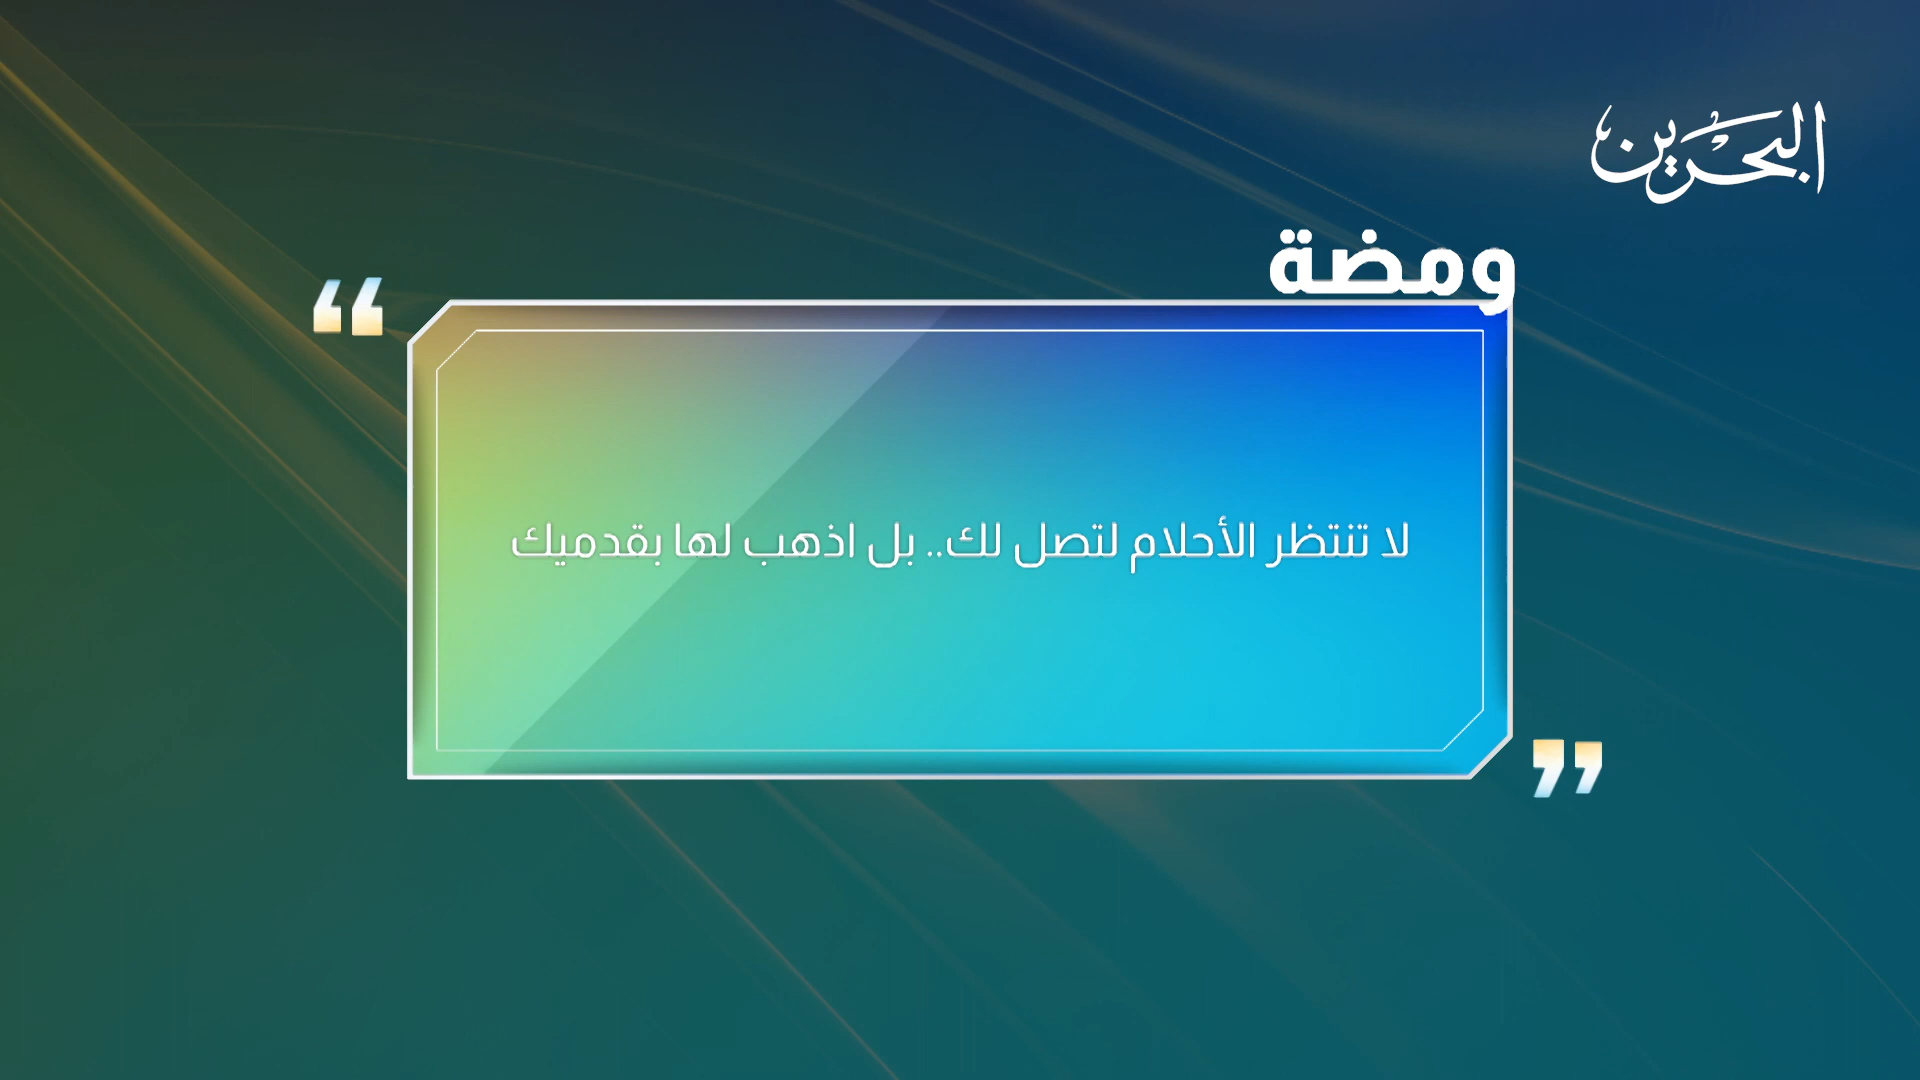 البحرين
ومضة
لا تنتظر الأحلام لتصل لك.. بل اذهب لها بقدميك